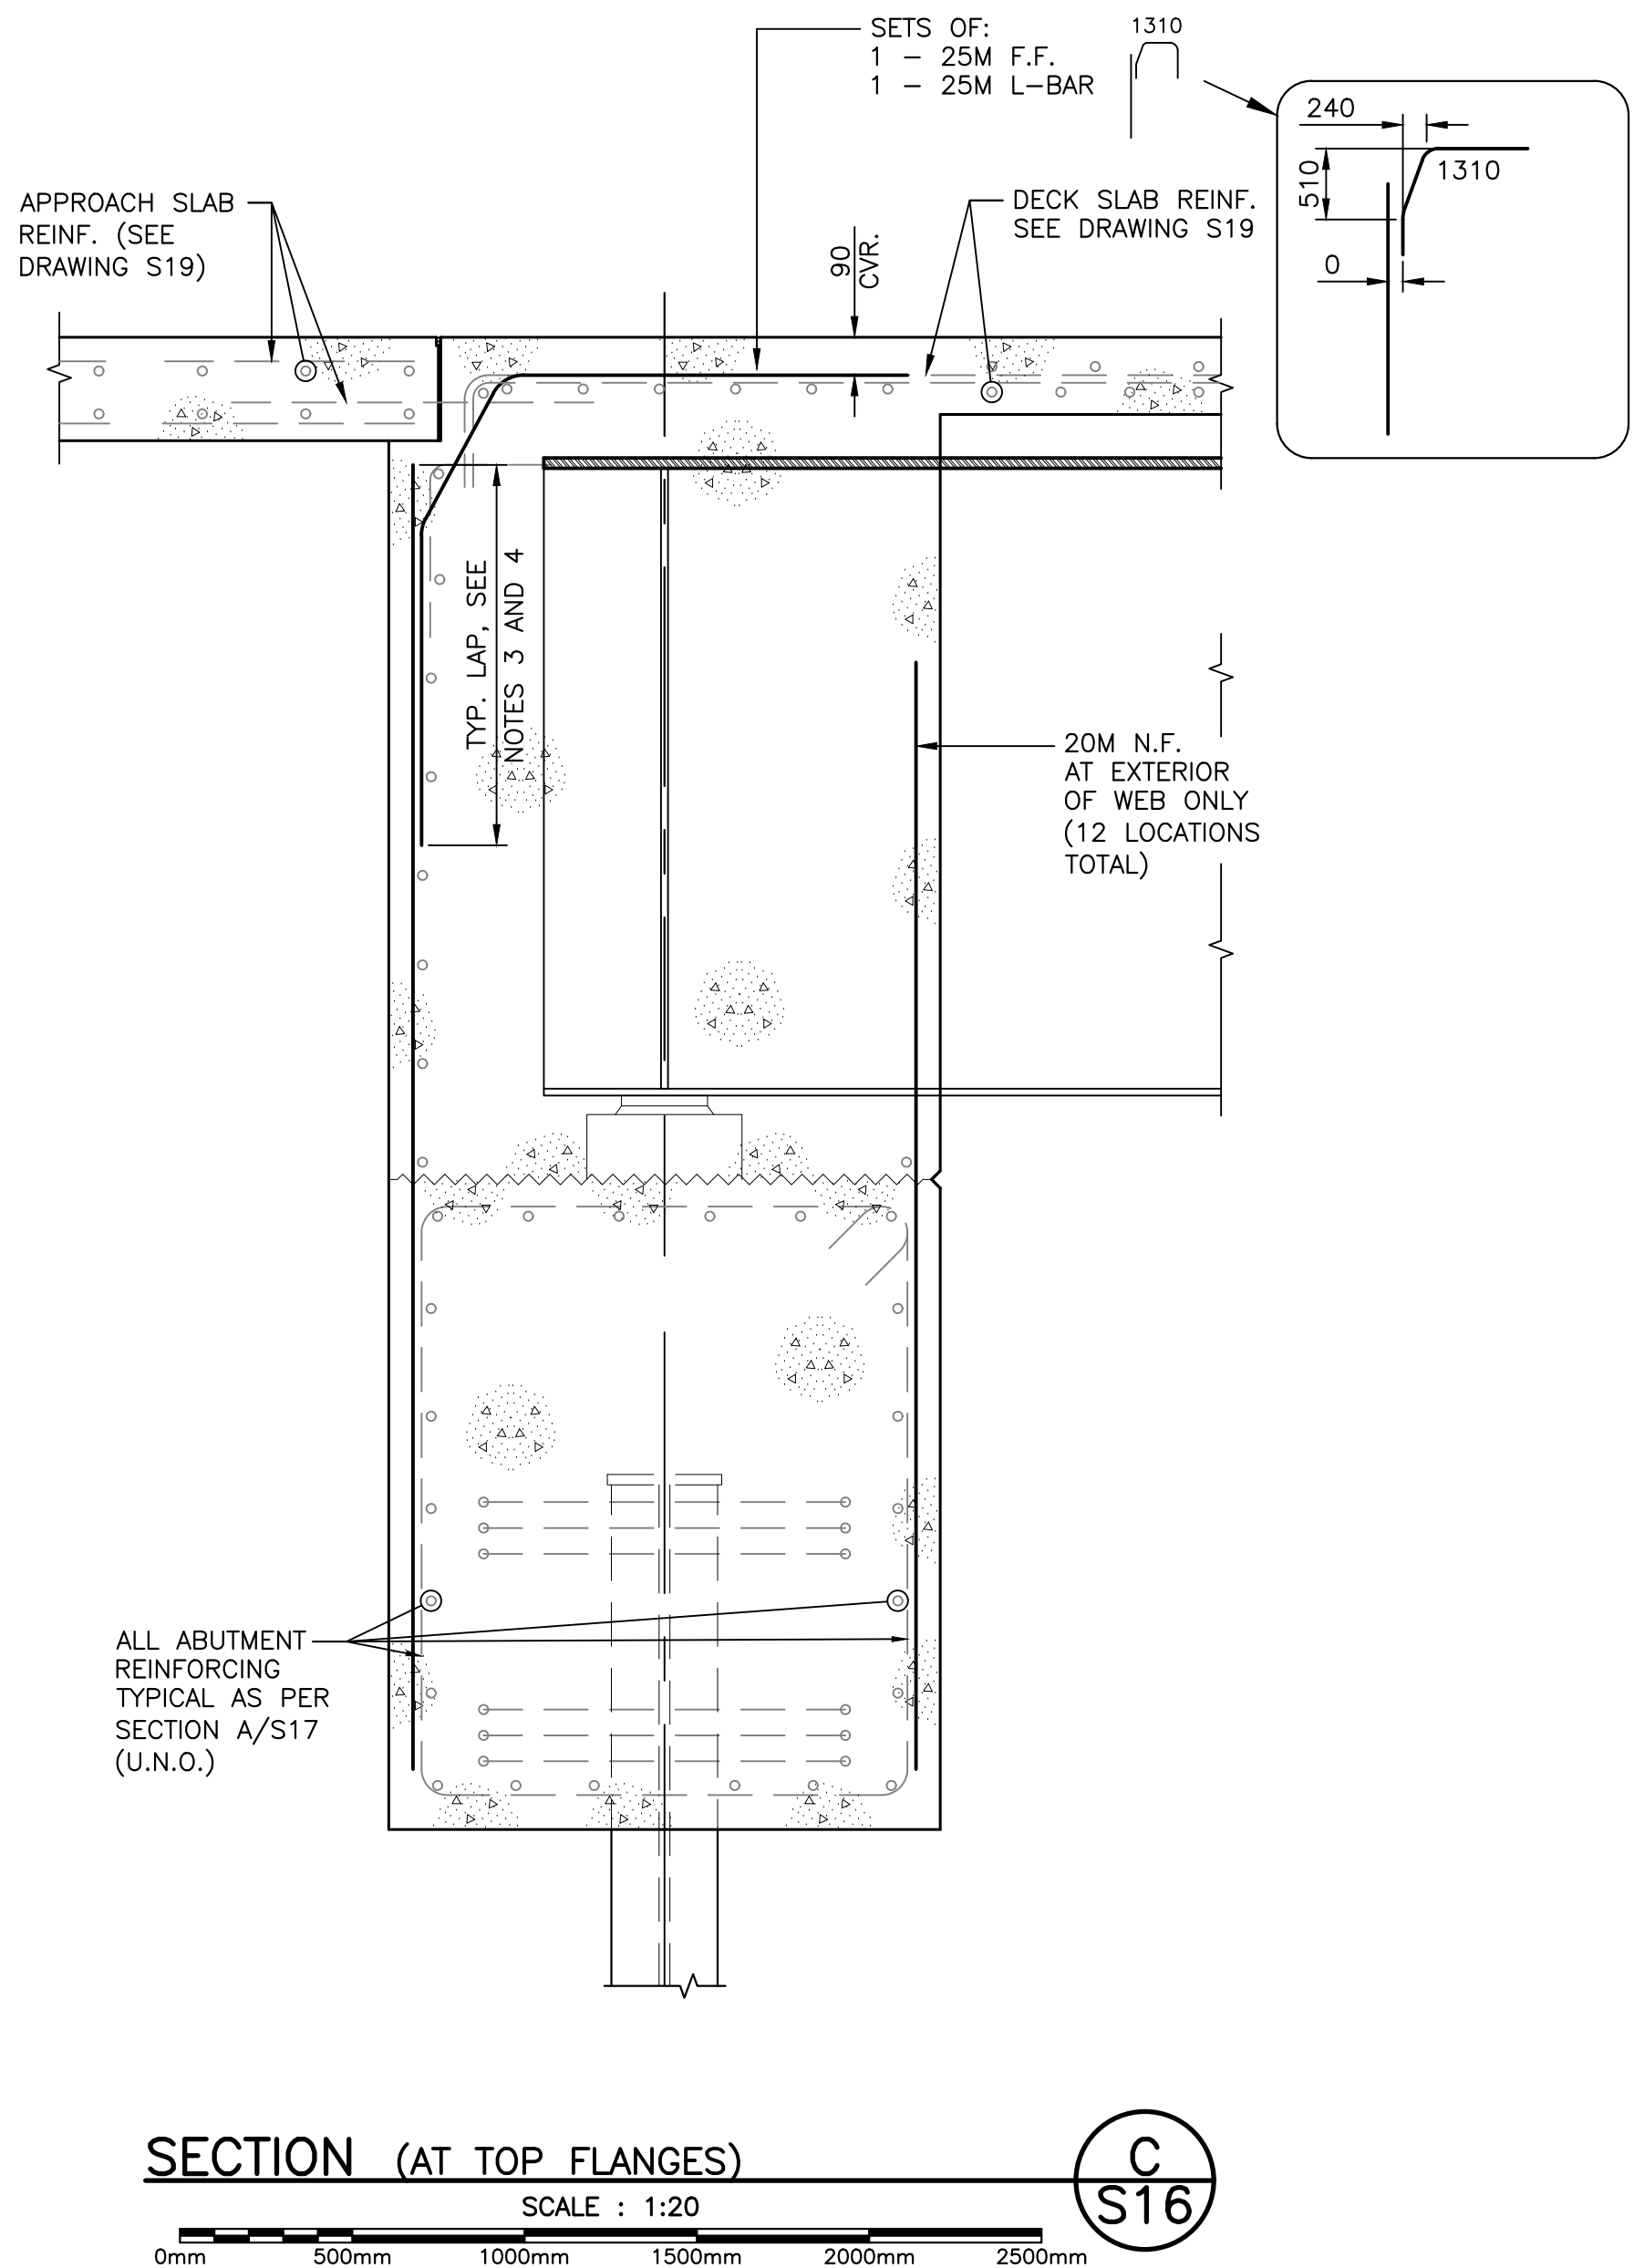 SETS OF:
1 - 25M F.F.
1 - 25M L-BAR
1310
240
510
1310
0
APPROACH SLAB
REINF. (SEE
DRAWING S19)
DECK SLAB REINF.
SEE DRAWING S19
90
CVR.
TYP. LAP, SEE
NOTES 3 AND 4
20M N.F.
AT EXTERIOR
OF WEB ONLY
(12 LOCATIONS
TOTAL)
ALL ABUTMENT
REINFORCING
TYPICAL AS PER
SECTION A/S17
(U.N.O.)
SECTION (AT TOP FLANGES)
C
S16
SCALE : 1:20
0mm 500mm 1000mm 1500mm 2000mm 2500mm